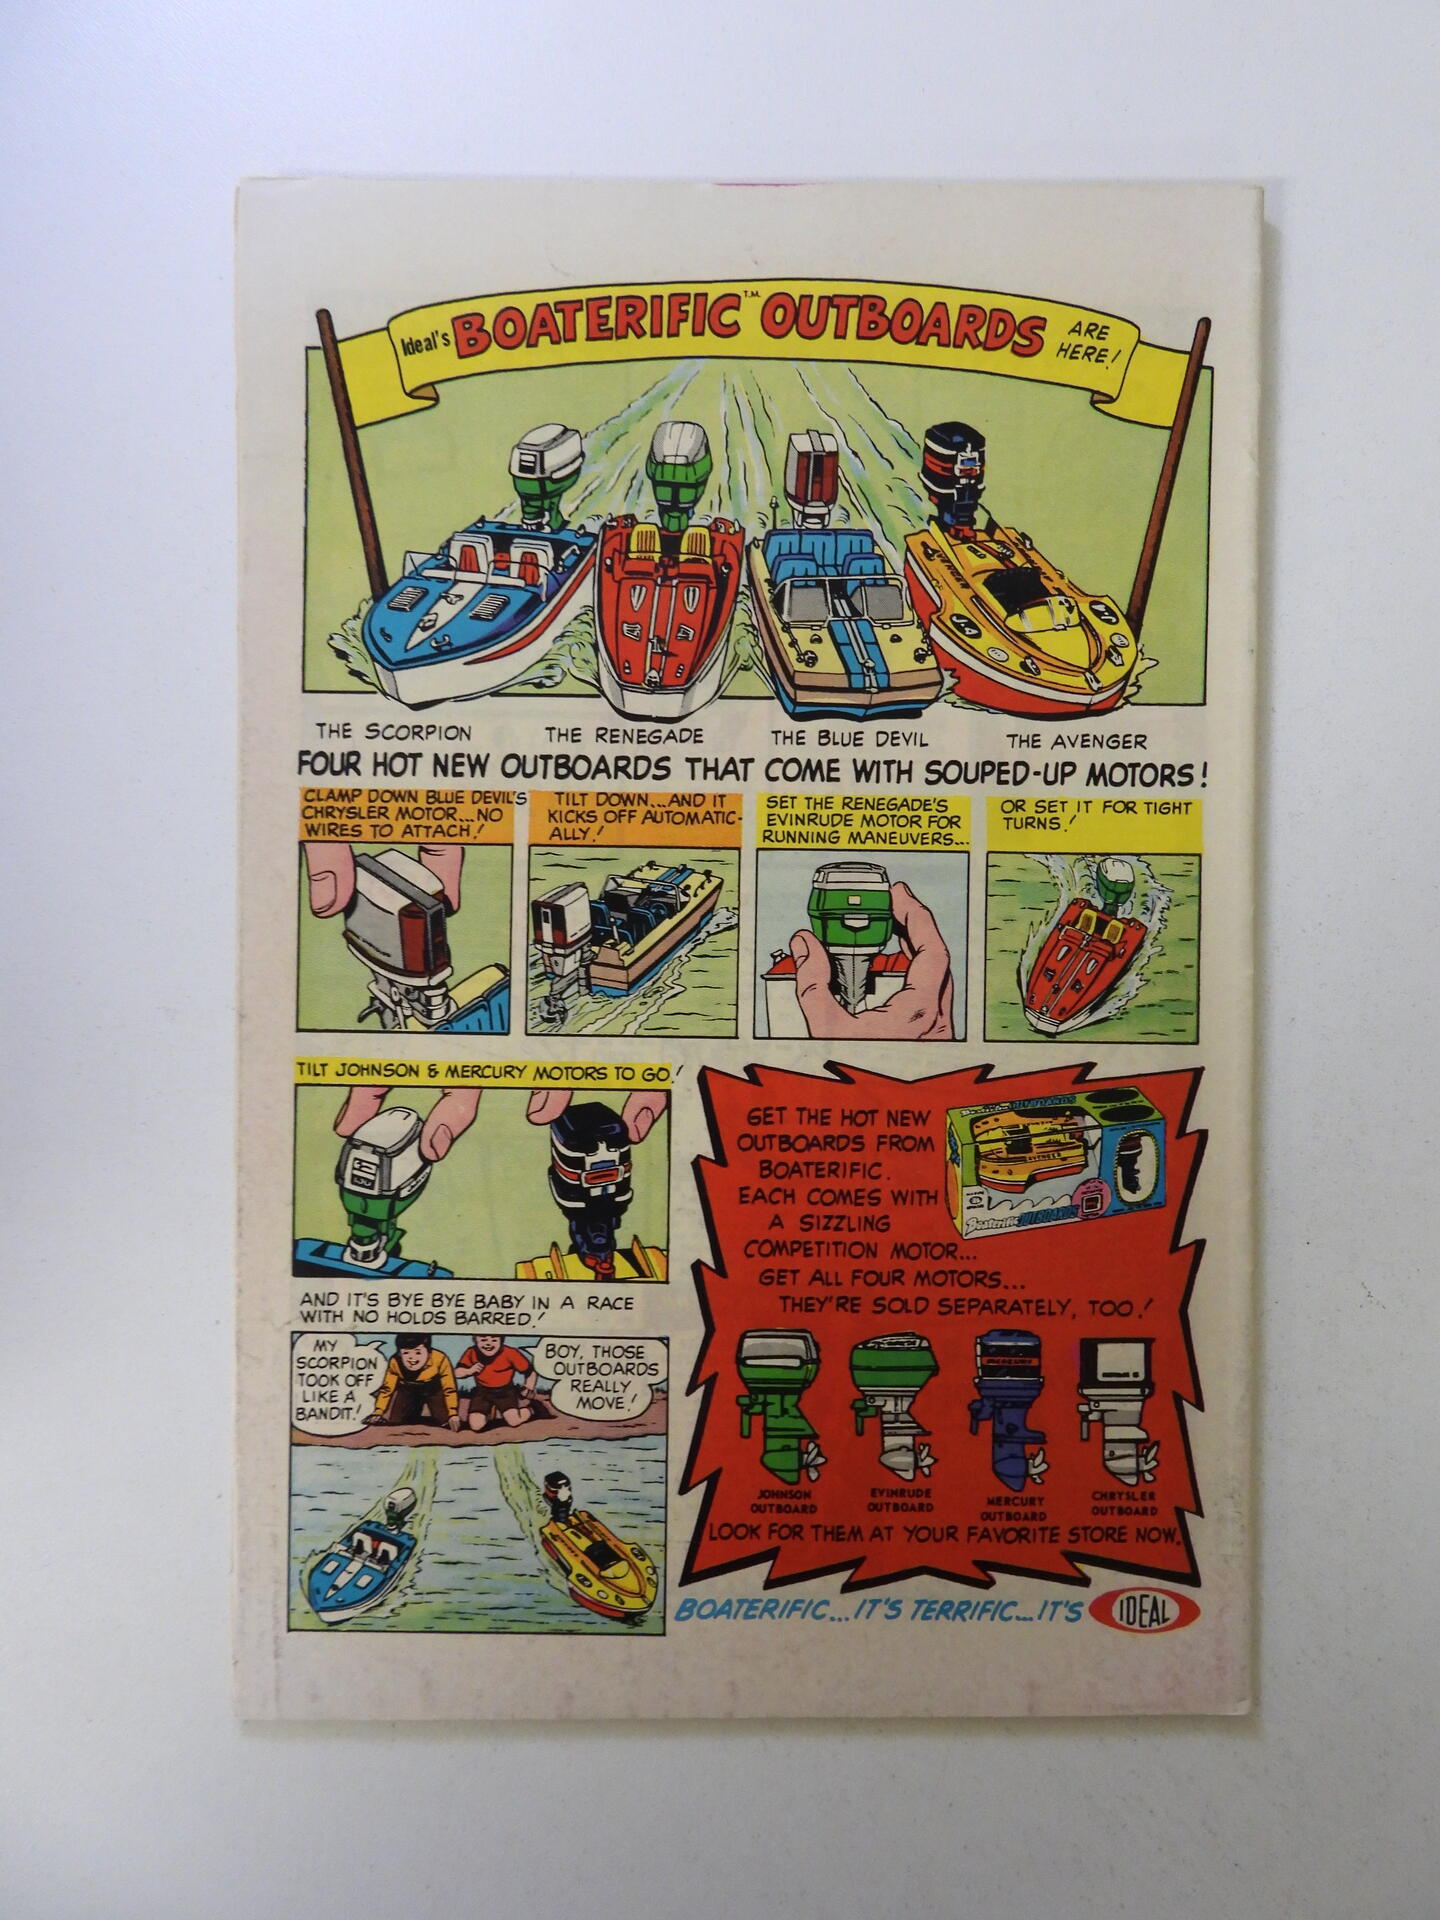 Ideal's BOATERIFIC T.M. OUTBOARDS ARE
HERE!
THE SCORPION
THE RENEGADE
THE BLUE DEVIL
THE AVENGER
FOUR HOT NEW OUTBOARDS THAT COME WITH SOUPED-UP MOTORS!
CLAMP DOWN BLUE DEVIL'S
CHRYSLER MOTOR...NO
WIRES TO ATTACH!
TILT DOWN...AND IT
KICKS OFF AUTOMATIC-
ALLY!
SET THE RENEGADE'S
EVINRUDE MOTOR FOR
RUNNING MANEUVERS...
OR SET IT FOR TIGHT
TURNS!
TILT JOHNSON & MERCURY MOTORS TO GO!
AND IT'S BYE BYE BABY IN A RACE
WITH NO HOLDS BARRED!
MY
SCORPION
TOOK OFF
LIKE A
BANDIT!
BOY, THOSE
OUTBOARDS
REALLY
MOVE!
GET THE HOT NEW
OUTBOARDS FROM
BOATERIFIC.
EACH COMES WITH
A SIZZLING
COMPETITION MOTOR...
GET ALL FOUR MOTORS...
THEY'RE SOLD SEPARATELY, TOO!
AVENGER
Boaterific OUTBOARDS
JOHNSON
OUTBOARD
EVINRUDE
OUTBOARD
MERCURY
OUTBOARD
CHRYSLER
OUTBOARD
LOOK FOR THEM AT YOUR FAVORITE STORE NOW.
BOATERIFIC...IT'S TERRIFIC...IT'S IDEAL